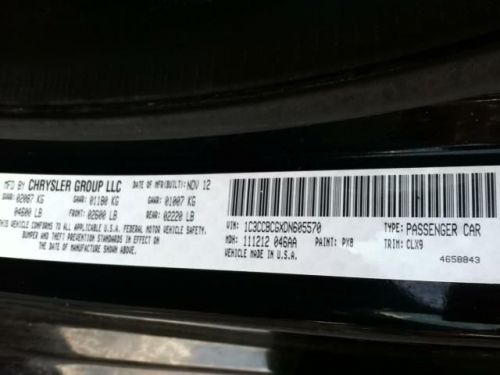 MFD BY CHRYSLER GROUP LLC DATE OF MFR(BUILT): NOV 12
GVWR: 02087 KG GAWR: 01180 KG GAWR: 01007 KG
04600 LB FRONT: 02600 LB REAR: 02220 LB
THIS VEHICLE CONFORMS TO ALL APPLICABLE U.S.A. FEDERAL MOTOR VEHICLE SAFETY,
BUMPER AND THEFT PREVENTION STANDARDS IN EFFECT ON
THE DATE OF MANUFACTURE SHOWN ABOVE.
VIN: 1C3CCBCGXDN605570 TYPE: PASSENGER CAR
MDH: 111212 046AA PAINT: PX8 TRIM: CLX9
VEHICLE MADE IN U.S.A. 4658843